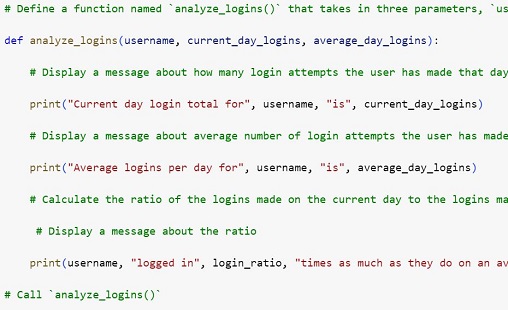 # Define a function named `analyze_logins()` that takes in three parameters, `us
def analyze_logins(username, current_day_logins, average_day_logins):
# Display a message about how many login attempts the user has made that day
print("Current day login total for", username, "is", current_day_logins)
# Display a message about average number of login attempts the user has made
print("Average logins per day for", username, "is", average_day_logins)
# Calculate the ratio of the logins made on the current day to the logins ma
# Display a message about the ratio
print(username, "logged in", login_ratio, "times as much as they do on an av
# Call `analyze_logins()`